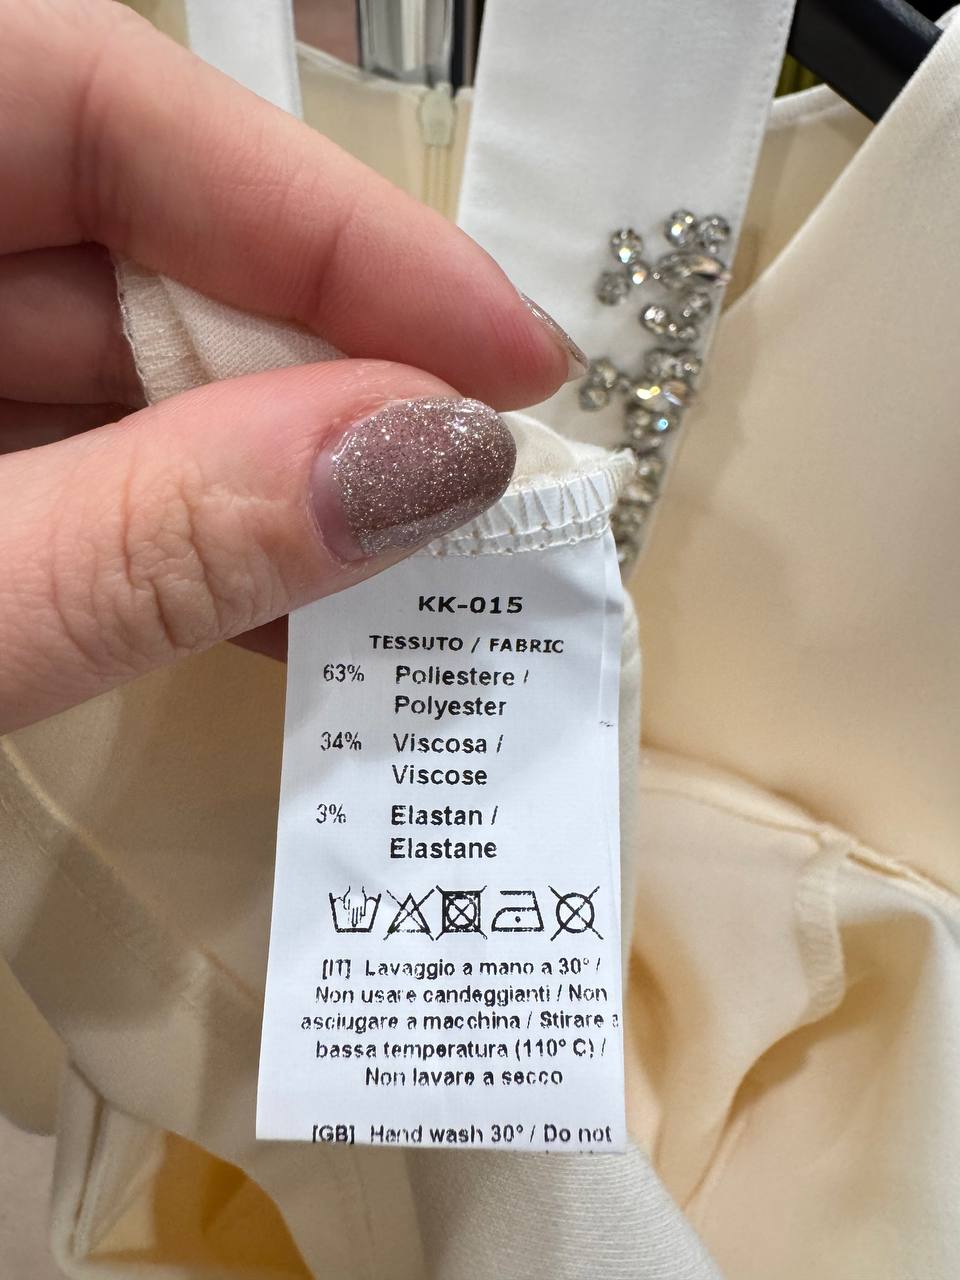 KK-015
TESSUTO / FABRIC
63% Poliestere /
Polyester
34% Viscosa /
Viscose
3% Elastan /
Elastane
[IT] Lavaggio a mano a 30° /
Non usare candeggianti / Non
asciugare a macchina / Stirare a
bassa temperatura (110° C) /
Non lavare a secco
[GB] Hand wash 30° / Do not